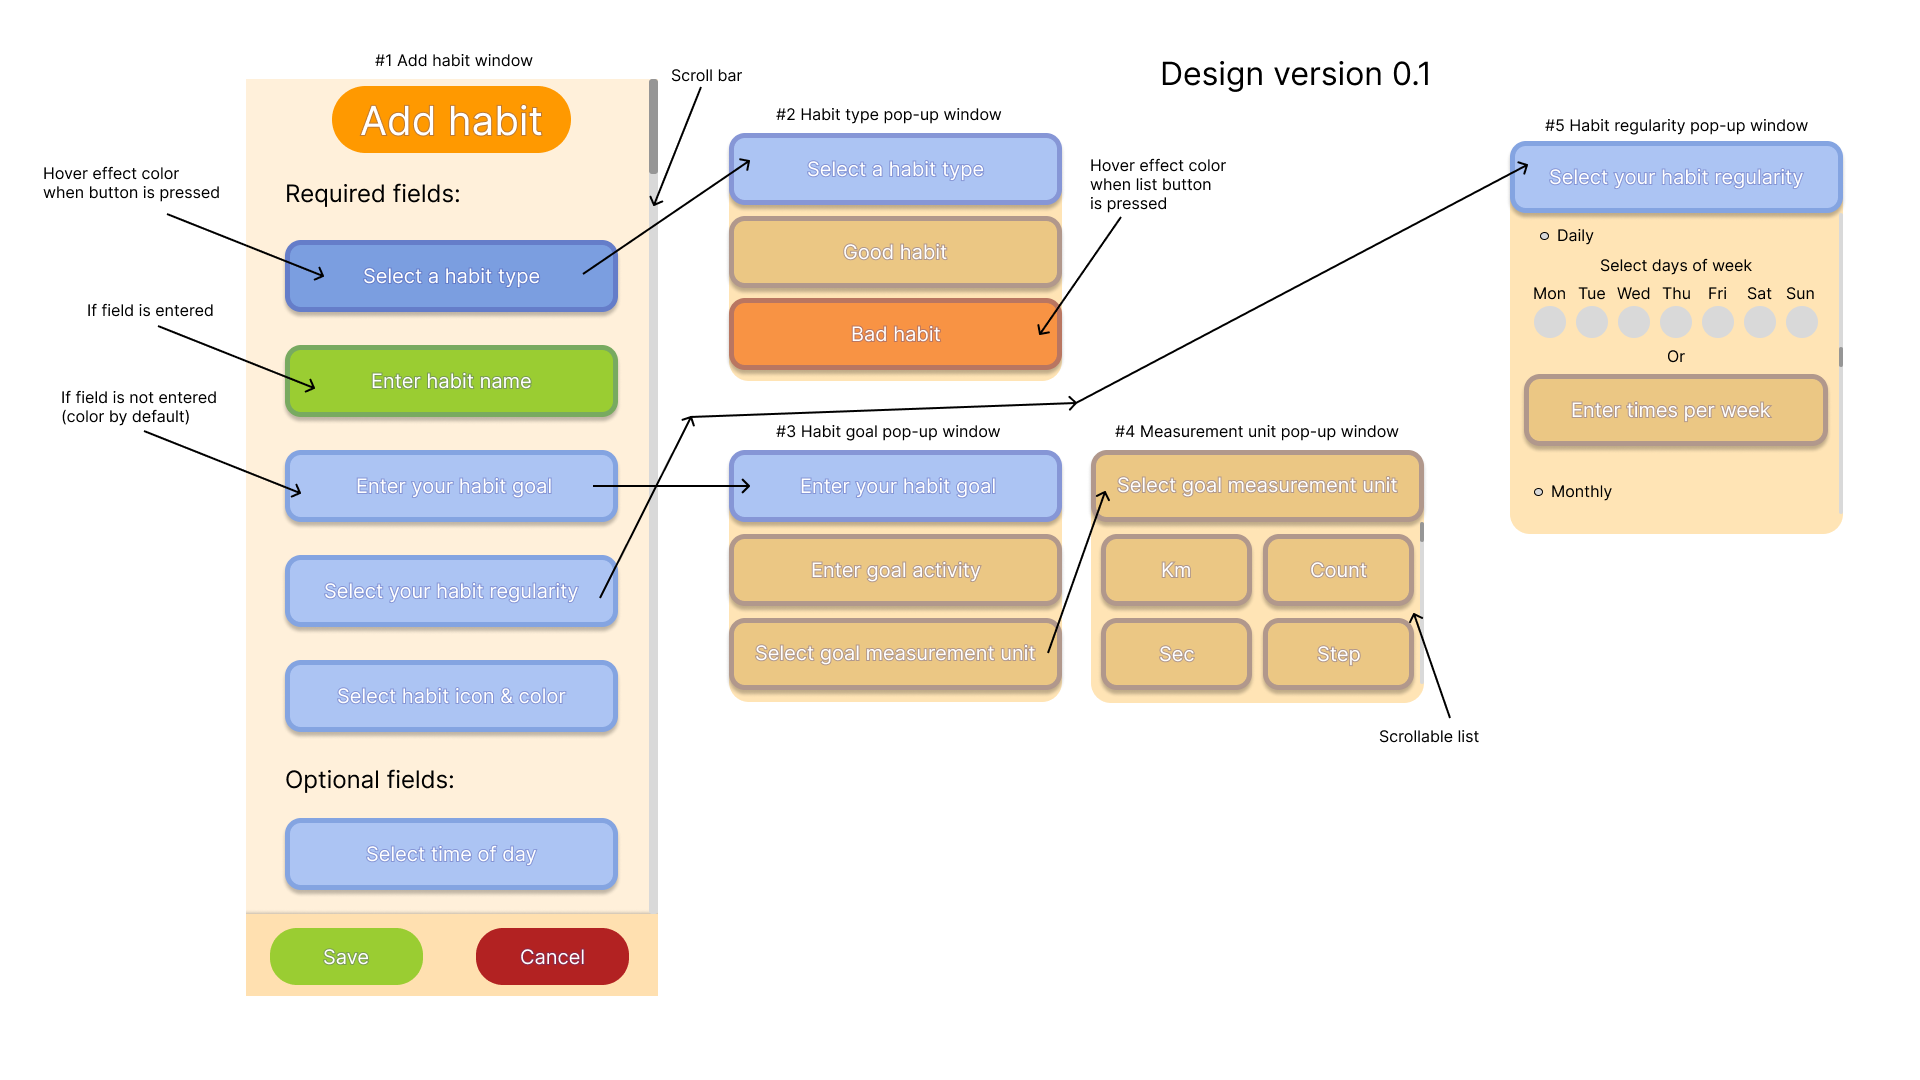 Design version 0.1
#1 Add habit window
Scroll bar
Add habit
Hover effect color
when button is pressed
Required fields:
Select a habit type
If field is entered
Enter habit name
If field is not entered
(color by default)
Enter your habit goal
Select your habit regularity
Select habit icon & color
Optional fields:
Select time of day
Save
Cancel
#2 Habit type pop-up window
Select a habit type
Good habit
Bad habit
Hover effect color
when list button
is pressed
#3 Habit goal pop-up window
Enter your habit goal
Enter goal activity
Select goal measurement unit
#4 Measurement unit pop-up window
Select goal measurement unit
Km
Count
Sec
Step
Scrollable list
#5 Habit regularity pop-up window
Select your habit regularity
Daily
Select days of week
Mon Tue Wed Thu Fri Sat Sun
Or
Enter times per week
Monthly